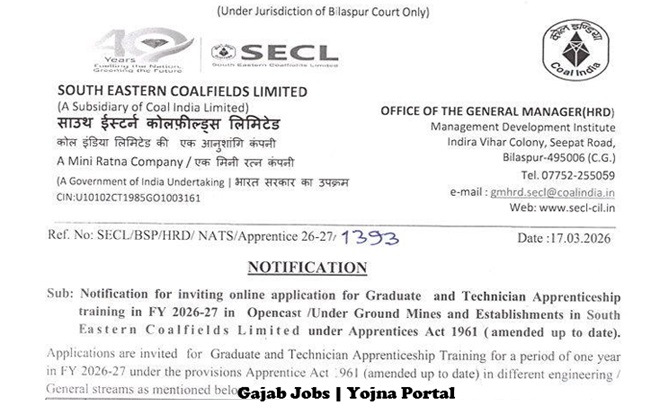 (Under Jurisdiction of Bilaspur Court Only)
40
Years
Fuelling the Nation,
Greening the Future
SECL
South Eastern Coalfields Limited
कोल इण्डिया
Coal India
SOUTH EASTERN COALFIELDS LIMITED
(A Subsidiary of Coal India Limited)
साउथ ईस्टर्न कोलफ़ील्ड्स लिमिटेड
कोल इंडिया लिमिटेड की एक आनुशांगि कंपनी
A Mini Ratna Company / एक मिनी रत्न कंपनी
(A Government of India Undertaking | भारत सरकार का उपक्रम
CIN:U10102CT1985GO1003161
OFFICE OF THE GENERAL MANAGER(HRD)
Management Development Institute
Indira Vihar Colony, Seepat Road,
Bilaspur-495006 (C.G.)
Tel. 07752-255059
e-mail : gmhrd.secl@coalindia.in
Web: www.secl-cil.in
Ref. No: SECL/BSP/HRD/ NATS/Apprentice 26-27/ 1393 Date :17.03.2026
NOTIFICATION
Sub: Notification for inviting online application for Graduate and Technician Apprenticeship
training in FY 2026-27 in Opencast /Under Ground Mines and Establishments in South
Eastern Coalfields Limited under Apprentices Act 1961 (amended up to date).
Applications are invited for Graduate and Technician Apprenticeship Training for a period of one year
in FY 2026-27 under the provisions Apprentice Act 1961 (amended up to date) in different engineering /
General streams as mentioned below
Gajab Jobs | Yojna Portal